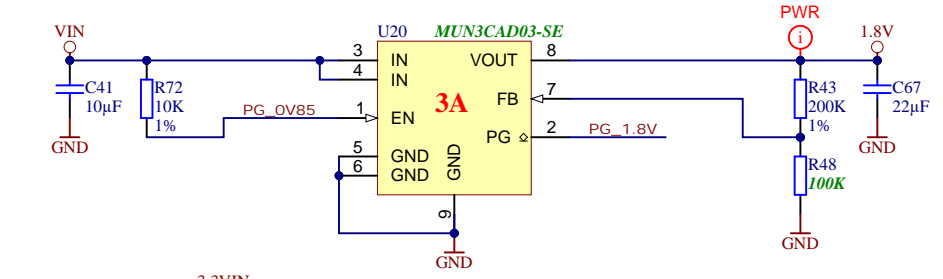 PWR
VIN
U20 MUN3CAD03-SE
1.8V
3 IN
VOUT 8
4 IN
i
C41
10µF
R72
10K
1%
3A
FB 7
R43
200K
1%
C67
22µF
PG_0V85
1 EN
PG 2
PG_1.8V
GND
GND
5 GND
6 GND
GND
R48
100K
9
GND
GND
3.3VIN